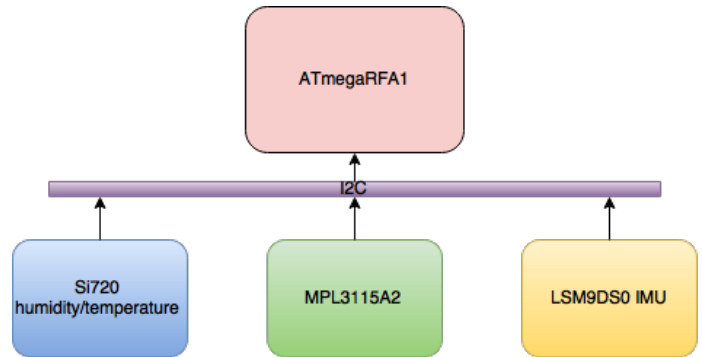 ATmegaRFA1
I2C
Si720
humidity/temperature
MPL3115A2
LSM9DS0 IMU